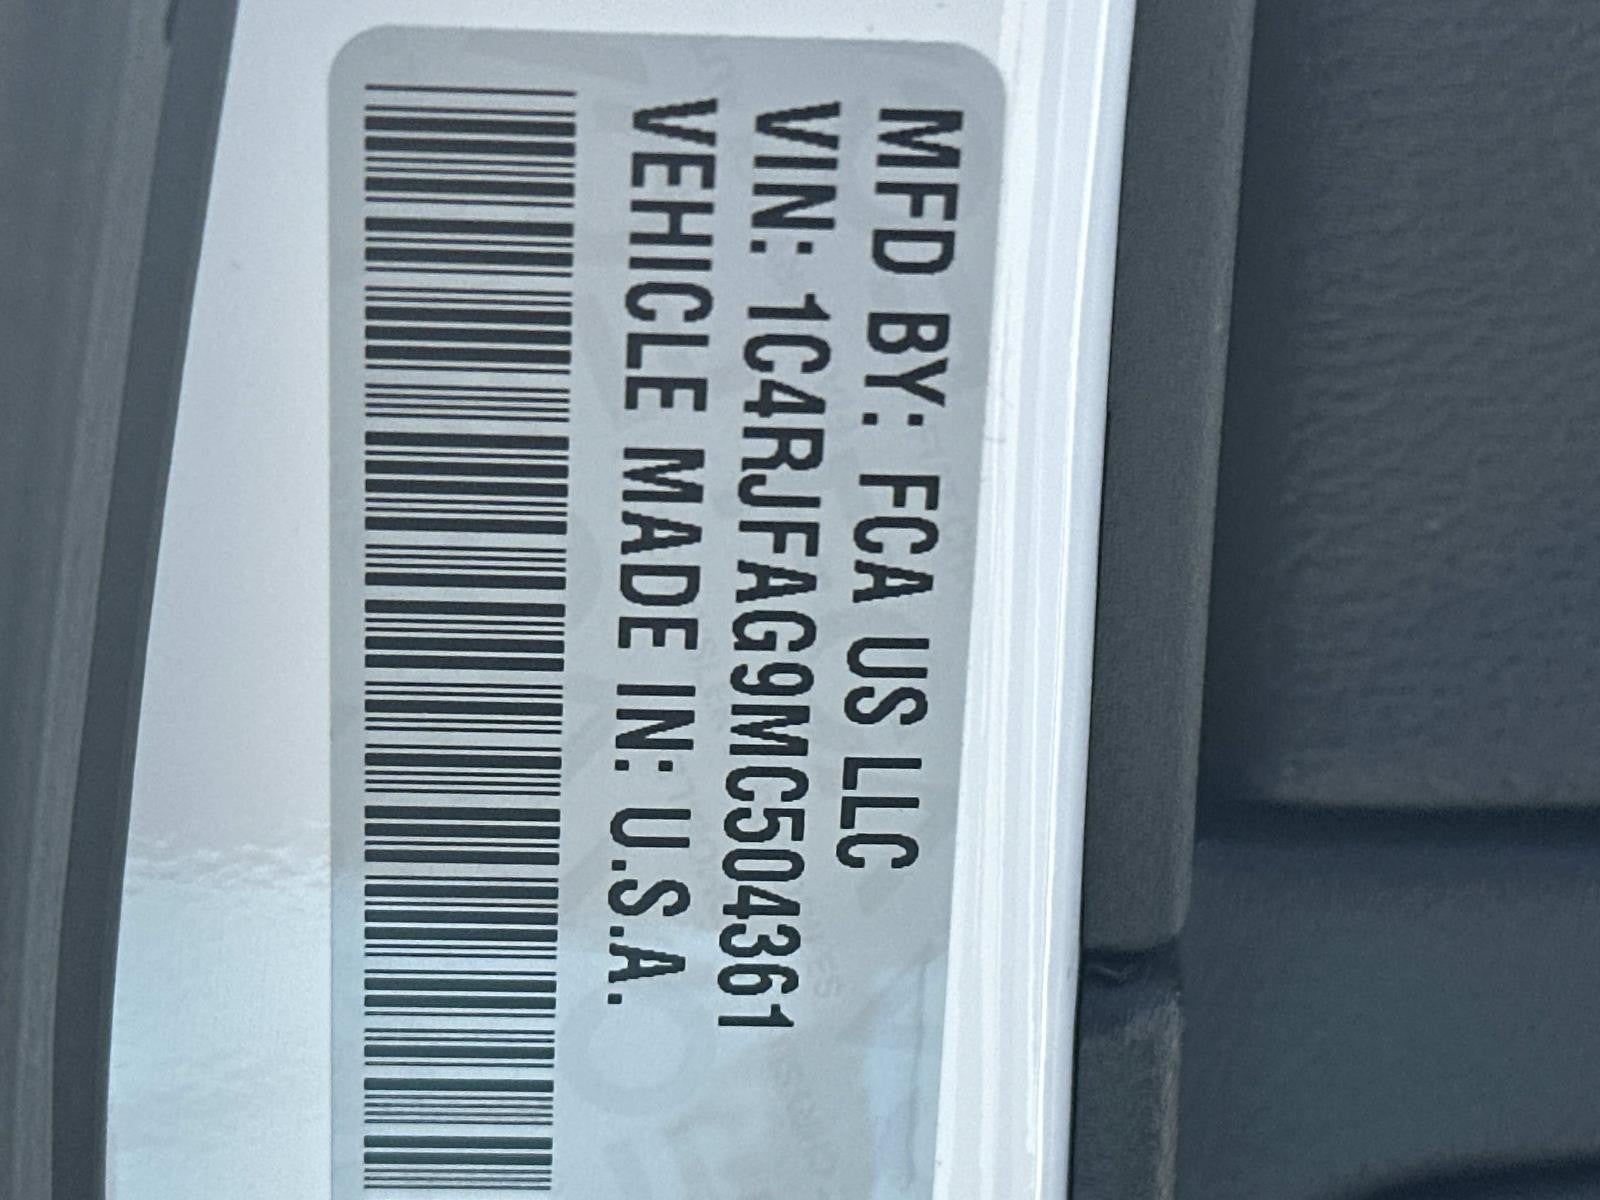 MFD BY: FCA US LLC
VIN: 1C4RJFAG9MC504361
VEHICLE MADE IN: U.S.A.